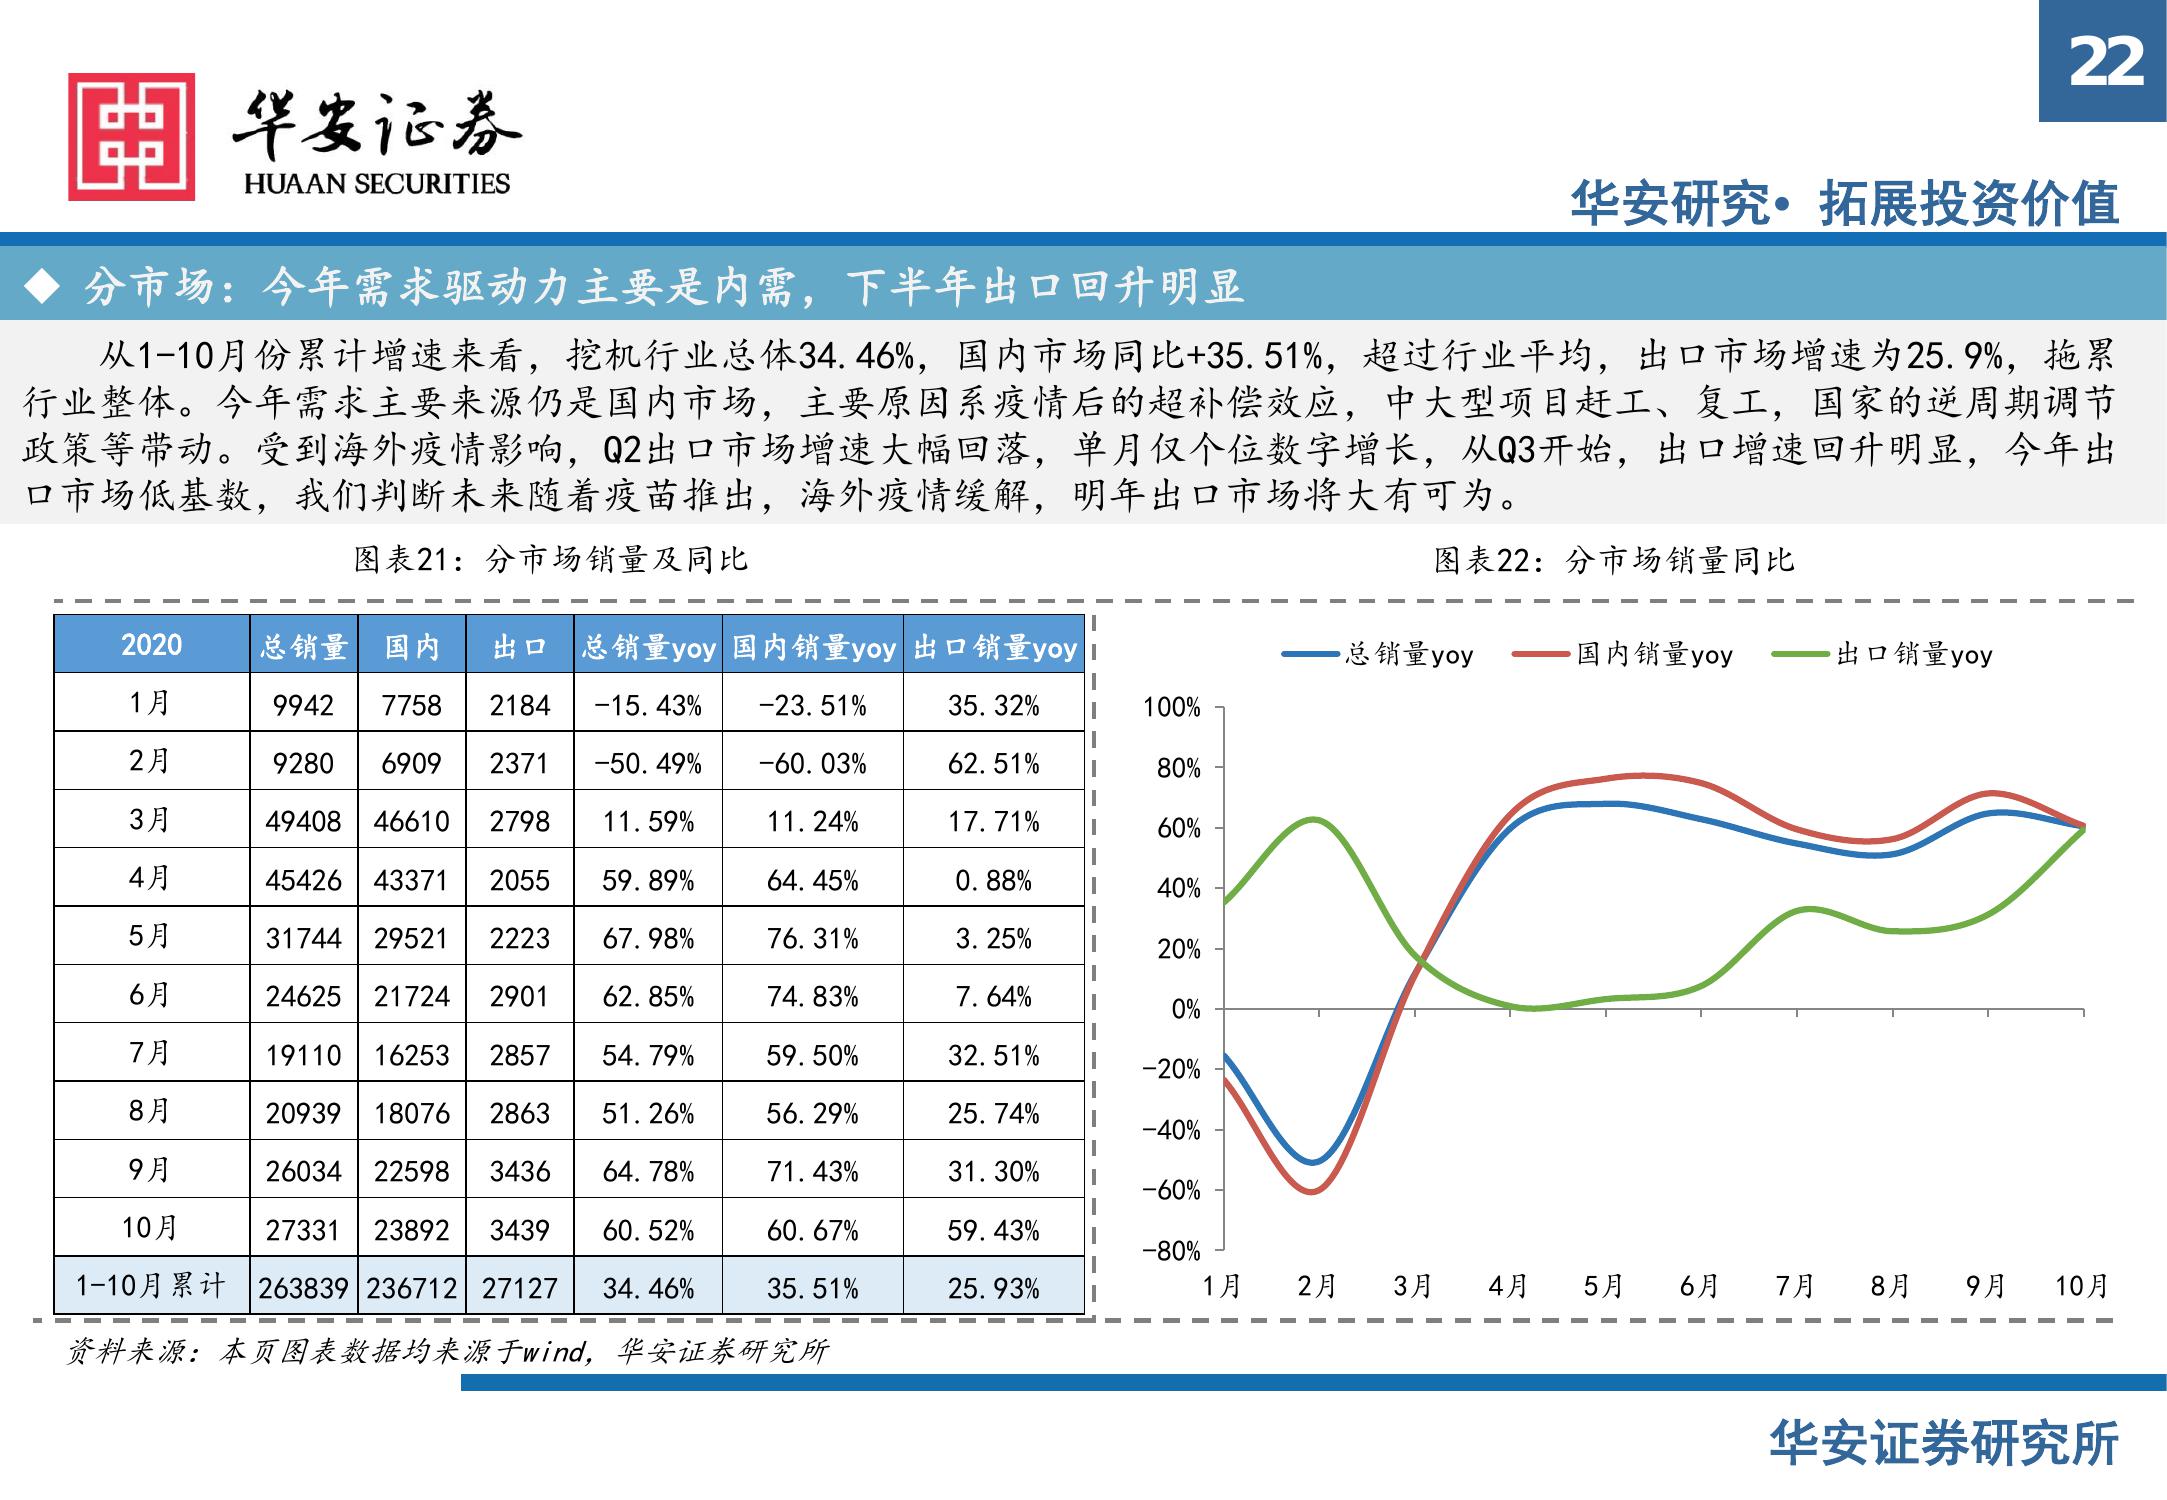 22
华安证券
HUAAN SECURITIES
华安研究• 拓展投资价值
◆ 分市场：今年需求驱动力主要是内需，下半年出口回升明显
从1-10月份累计增速来看，挖机行业总体34.46%，国内市场同比+35.51%，超过行业平均，出口市场增速为25.9%，拖累
行业整体。今年需求主要来源仍是国内市场，主要原因系疫情后的超补偿效应，中大型项目赶工、复工，国家的逆周期调节
政策等带动。受到海外疫情影响，Q2出口市场增速大幅回落，单月仅个位数字增长，从Q3开始，出口增速回升明显，今年出
口市场低基数，我们判断未来随着疫苗推出，海外疫情缓解，明年出口市场将大有可为。
图表21：分市场销量及同比
2020 总销量 国内 出口 总销量yoy 国内销量yoy 出口销量yoy
1月 9942 7758 2184 -15.43% -23.51% 35.32%
2月 9280 6909 2371 -50.49% -60.03% 62.51%
3月 49408 46610 2798 11.59% 11.24% 17.71%
4月 45426 43371 2055 59.89% 64.45% 0.88%
5月 31744 29521 2223 67.98% 76.31% 3.25%
6月 24625 21724 2901 62.85% 74.83% 7.64%
7月 19110 16253 2857 54.79% 59.50% 32.51%
8月 20939 18076 2863 51.26% 56.29% 25.74%
9月 26034 22598 3436 64.78% 71.43% 31.30%
10月 27331 23892 3439 60.52% 60.67% 59.43%
1-10月累计 263839 236712 27127 34.46% 35.51% 25.93%
图表22：分市场销量同比
总销量yoy 国内销量yoy 出口销量yoy
100%
80%
60%
40%
20%
0%
-20%
-40%
-60%
-80%
1月 2月 3月 4月 5月 6月 7月 8月 9月 10月
资料来源：本页图表数据均来源于wind，华安证券研究所
华安证券研究所